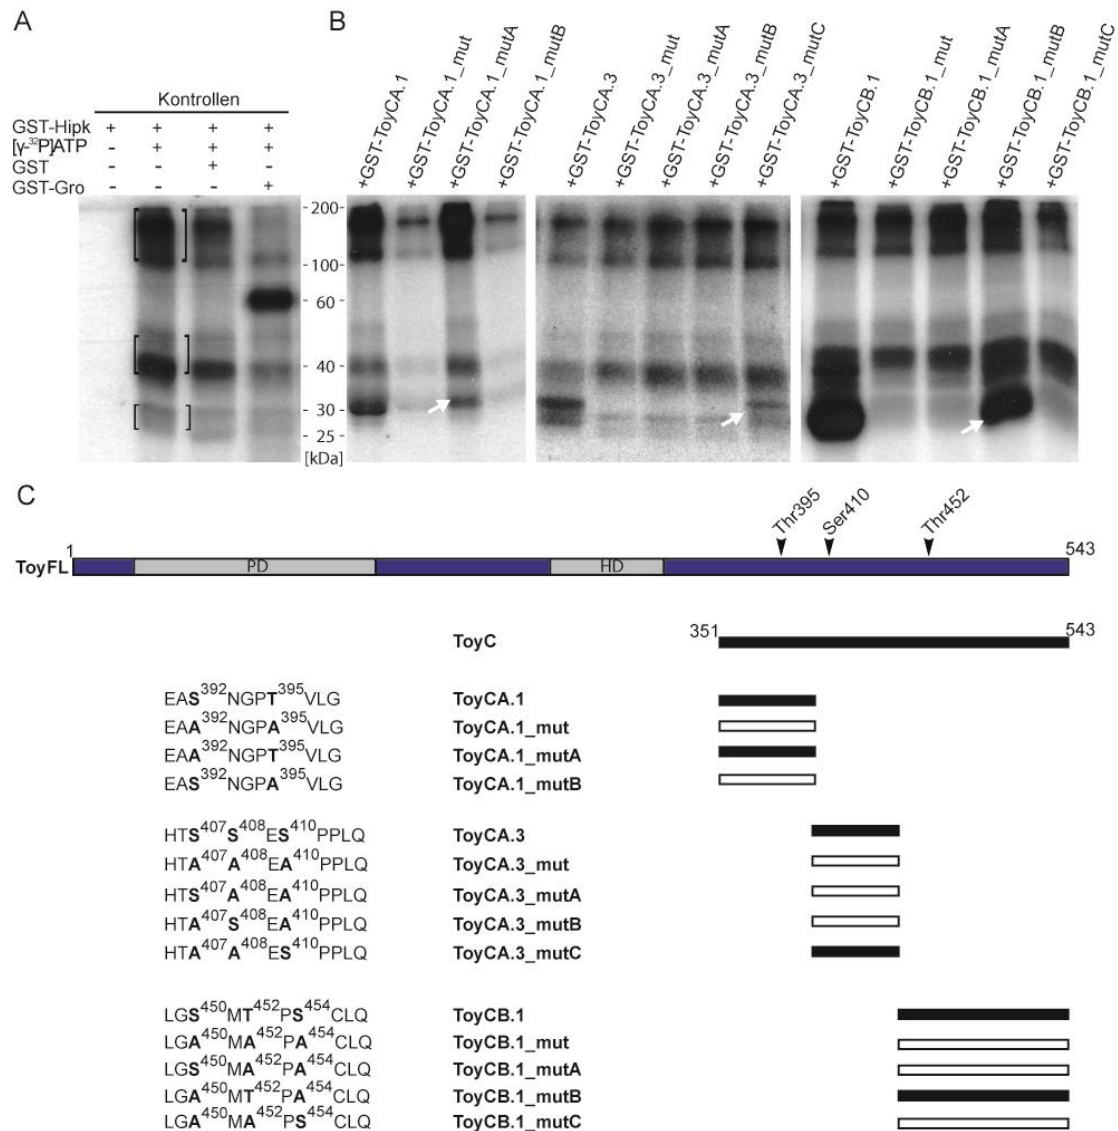 A
B
Kontrollen
GST-Hipk + + + +
[γ-³²P]ATP - + + +
GST - - + -
GST-Gro - - - +
+GST-ToyCA.1
+GST-ToyCA.1_mut
+GST-ToyCA.1_mutA
+GST-ToyCA.1_mutB
+GST-ToyCA.3
+GST-ToyCA.3_mut
+GST-ToyCA.3_mutA
+GST-ToyCA.3_mutB
+GST-ToyCA.3_mutC
+GST-ToyCB.1
+GST-ToyCB.1_mut
+GST-ToyCB.1_mutA
+GST-ToyCB.1_mutB
+GST-ToyCB.1_mutC
- 200 -
- 100 -
- 60 -
- 40 -
- 30 -
- 25 -
[kDa]
C
Thr395
Ser410
Thr452
1
543
ToyFL
PD
HD
ToyC
351
543
EAS³⁹²NGPT³⁹⁵VLG ToyCA.1
EAA³⁹²NGPA³⁹⁵VLG ToyCA.1_mut
EAA³⁹²NGPT³⁹⁵VLG ToyCA.1_mutA
EAS³⁹²NGPA³⁹⁵VLG ToyCA.1_mutB
HTS⁴⁰⁷S⁴⁰⁸ES⁴¹⁰PPLQ ToyCA.3
HTA⁴⁰⁷A⁴⁰⁸EA⁴¹⁰PPLQ ToyCA.3_mut
HTS⁴⁰⁷A⁴⁰⁸EA⁴¹⁰PPLQ ToyCA.3_mutA
HTA⁴⁰⁷S⁴⁰⁸EA⁴¹⁰PPLQ ToyCA.3_mutB
HTA⁴⁰⁷A⁴⁰⁸ES⁴¹⁰PPLQ ToyCA.3_mutC
LGS⁴⁵⁰MT⁴⁵²PS⁴⁵⁴CLQ ToyCB.1
LGA⁴⁵⁰MA⁴⁵²PA⁴⁵⁴CLQ ToyCB.1_mut
LGS⁴⁵⁰MA⁴⁵²PA⁴⁵⁴CLQ ToyCB.1_mutA
LGA⁴⁵⁰MT⁴⁵²PA⁴⁵⁴CLQ ToyCB.1_mutB
LGA⁴⁵⁰MA⁴⁵²PS⁴⁵⁴CLQ ToyCB.1_mutC